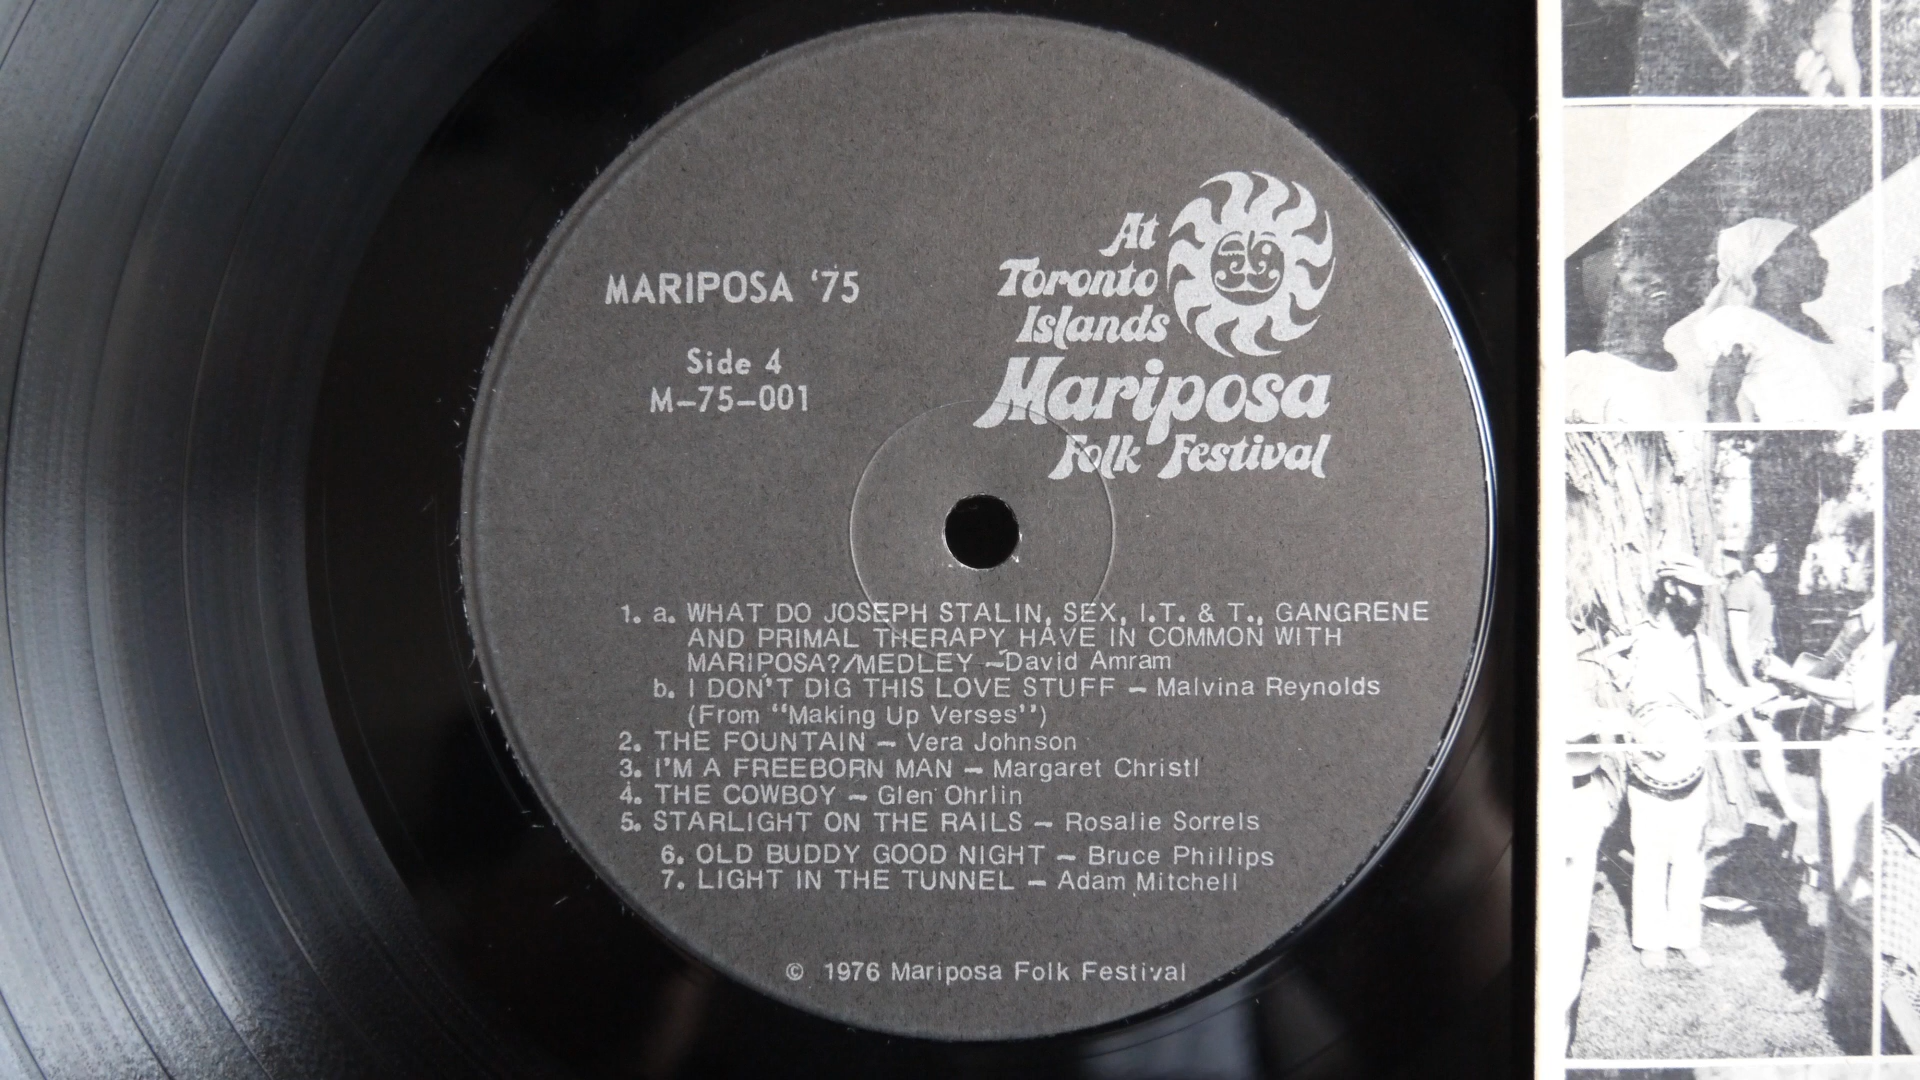 MARIPOSA '75
Side 4
M-75-001
At
Toronto
Islands
Mariposa
Folk Festival
1. a. WHAT DO JOSEPH STALIN, SEX, I.T. & T., GANGRENE
AND PRIMAL THERAPY HAVE IN COMMON WITH
MARIPOSA?/MEDLEY – David Amram
b. I DON'T DIG THIS LOVE STUFF – Malvina Reynolds
(From "Making Up Verses")
2. THE FOUNTAIN – Vera Johnson
3. I'M A FREEBORN MAN – Margaret Christl
4. THE COWBOY – Glen Ohrlin
5. STARLIGHT ON THE RAILS – Rosalie Sorrels
6. OLD BUDDY GOOD NIGHT – Bruce Phillips
7. LIGHT IN THE TUNNEL – Adam Mitchell
© 1976 Mariposa Folk Festival